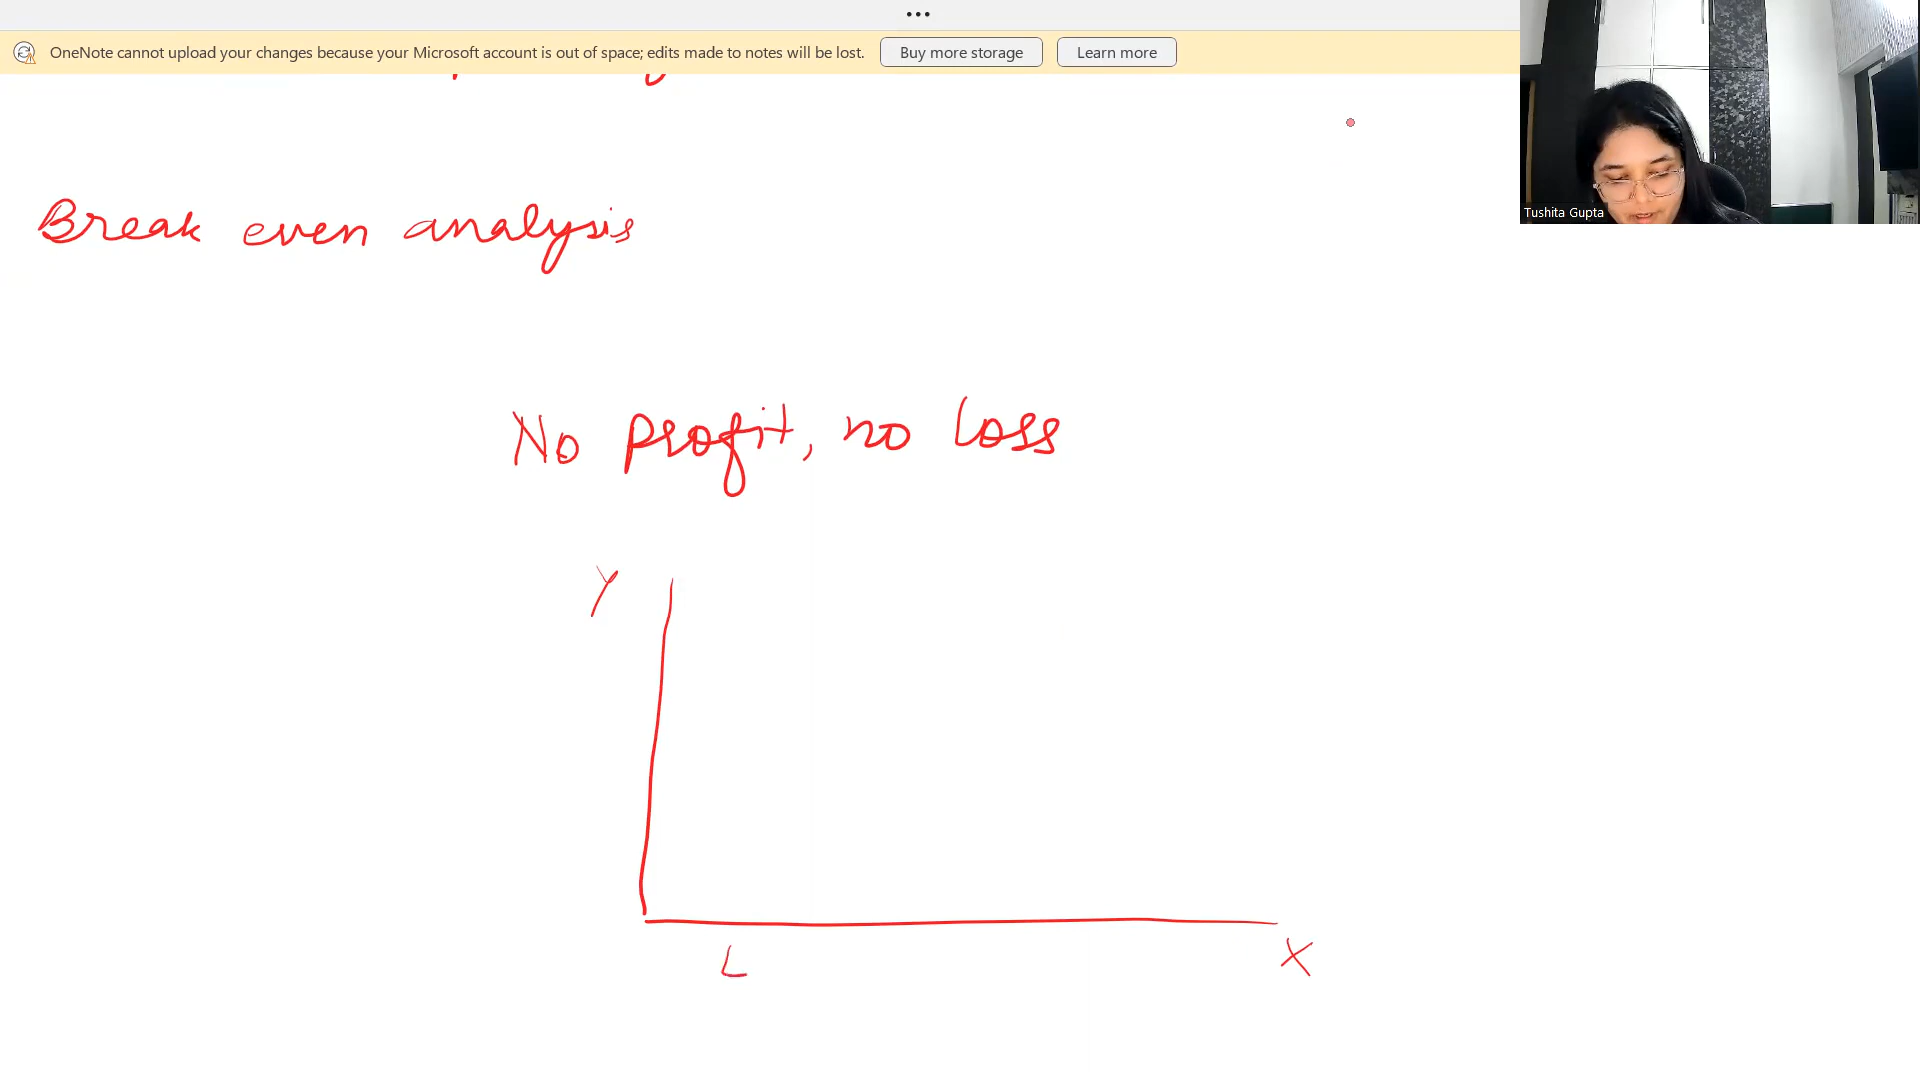 OneNote cannot upload your changes because your Microsoft account is out of space; edits made to notes will be lost. Buy more storage Learn more
Tushita Gupta
Break even analysis
No profit, no loss
Y
L
X